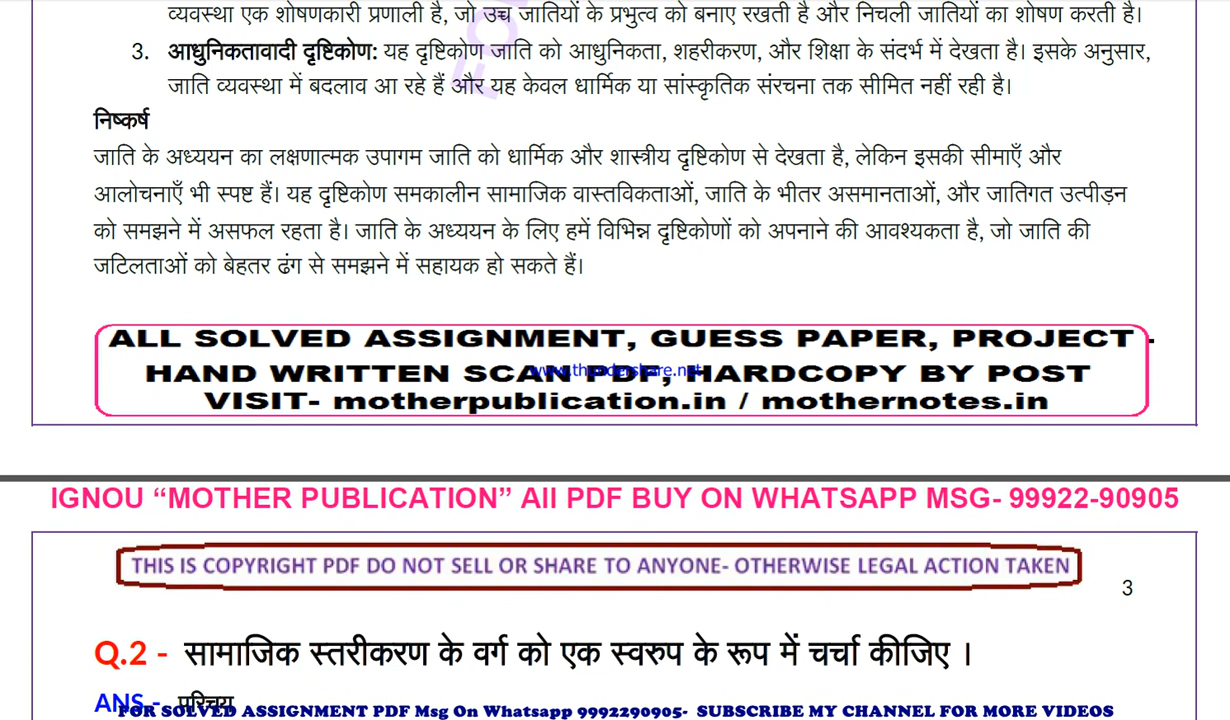 व्यवस्था एक शोषणकारी प्रणाली है, जो उच्च जातियों के प्रभुत्व को बनाए रखती है और निचली जातियों का शोषण करती है।
3. आधुनिकतावादी दृष्टिकोण: यह दृष्टिकोण जाति को आधुनिकता, शहरीकरण, और शिक्षा के संदर्भ में देखता है। इसके अनुसार,
जाति व्यवस्था में बदलाव आ रहे हैं और यह केवल धार्मिक या सांस्कृतिक संरचना तक सीमित नहीं रही है।
निष्कर्ष
जाति के अध्ययन का लक्षणात्मक उपागम जाति को धार्मिक और शास्त्रीय दृष्टिकोण से देखता है, लेकिन इसकी सीमाएँ और
आलोचनाएँ भी स्पष्ट हैं। यह दृष्टिकोण समकालीन सामाजिक वास्तविकताओं, जाति के भीतर असमानताओं, और जातिगत उत्पीड़न
को समझने में असफल रहता है। जाति के अध्ययन के लिए हमें विभिन्न दृष्टिकोणों को अपनाने की आवश्यकता है, जो जाति की
जटिलताओं को बेहतर ढंग से समझने में सहायक हो सकते हैं।
ALL SOLVED ASSIGNMENT, GUESS PAPER, PROJECT -
HAND WRITTEN SCAN PDF, HARDCOPY BY POST
www.thundershare.net
VISIT- motherpublication.in / mothernotes.in
IGNOU “MOTHER PUBLICATION” All PDF BUY ON WHATSAPP MSG- 99922-90905
THIS IS COPYRIGHT PDF DO NOT SELL OR SHARE TO ANYONE- OTHERWISE LEGAL ACTION TAKEN
3
Q.2 - सामाजिक स्तरीकरण के वर्ग को एक स्वरुप के रूप में चर्चा कीजिए ।
ANS.- परिचय
FOR SOLVED ASSIGNMENT PDF Msg On Whatsapp 9992290905- SUBSCRIBE MY CHANNEL FOR MORE VIDEOS